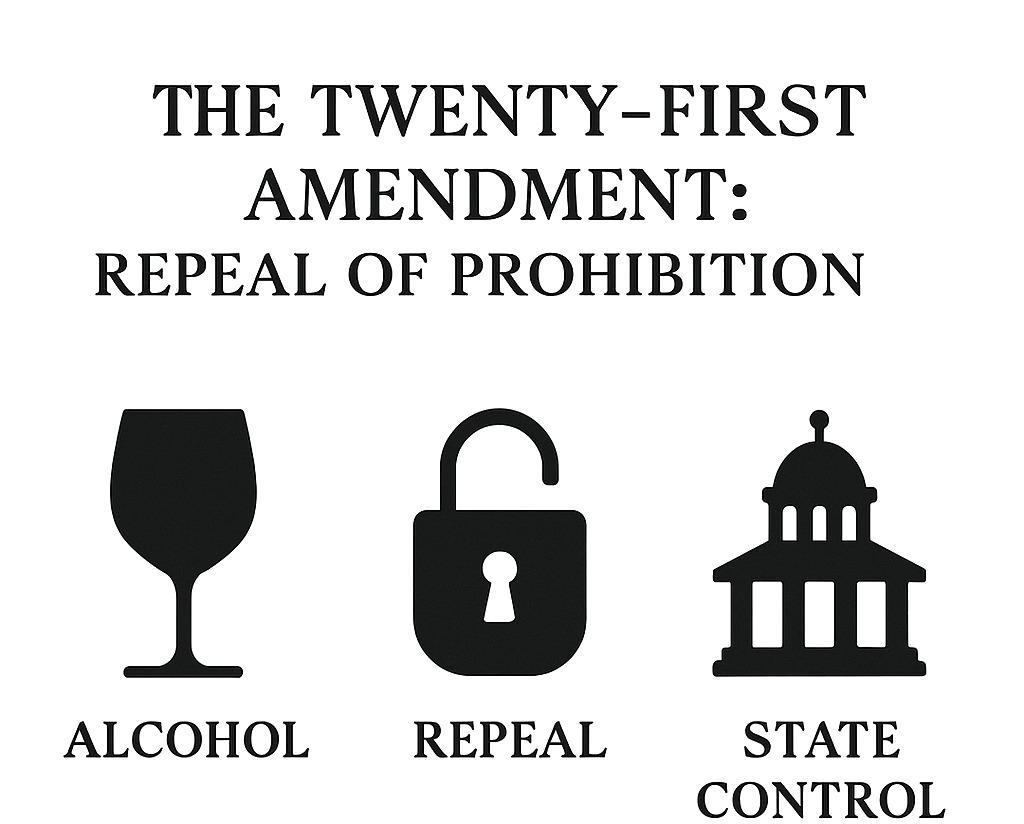 THE TWENTY-FIRST
AMENDMENT:
REPEAL OF PROHIBITION
ALCOHOL
REPEAL
STATE
CONTROL